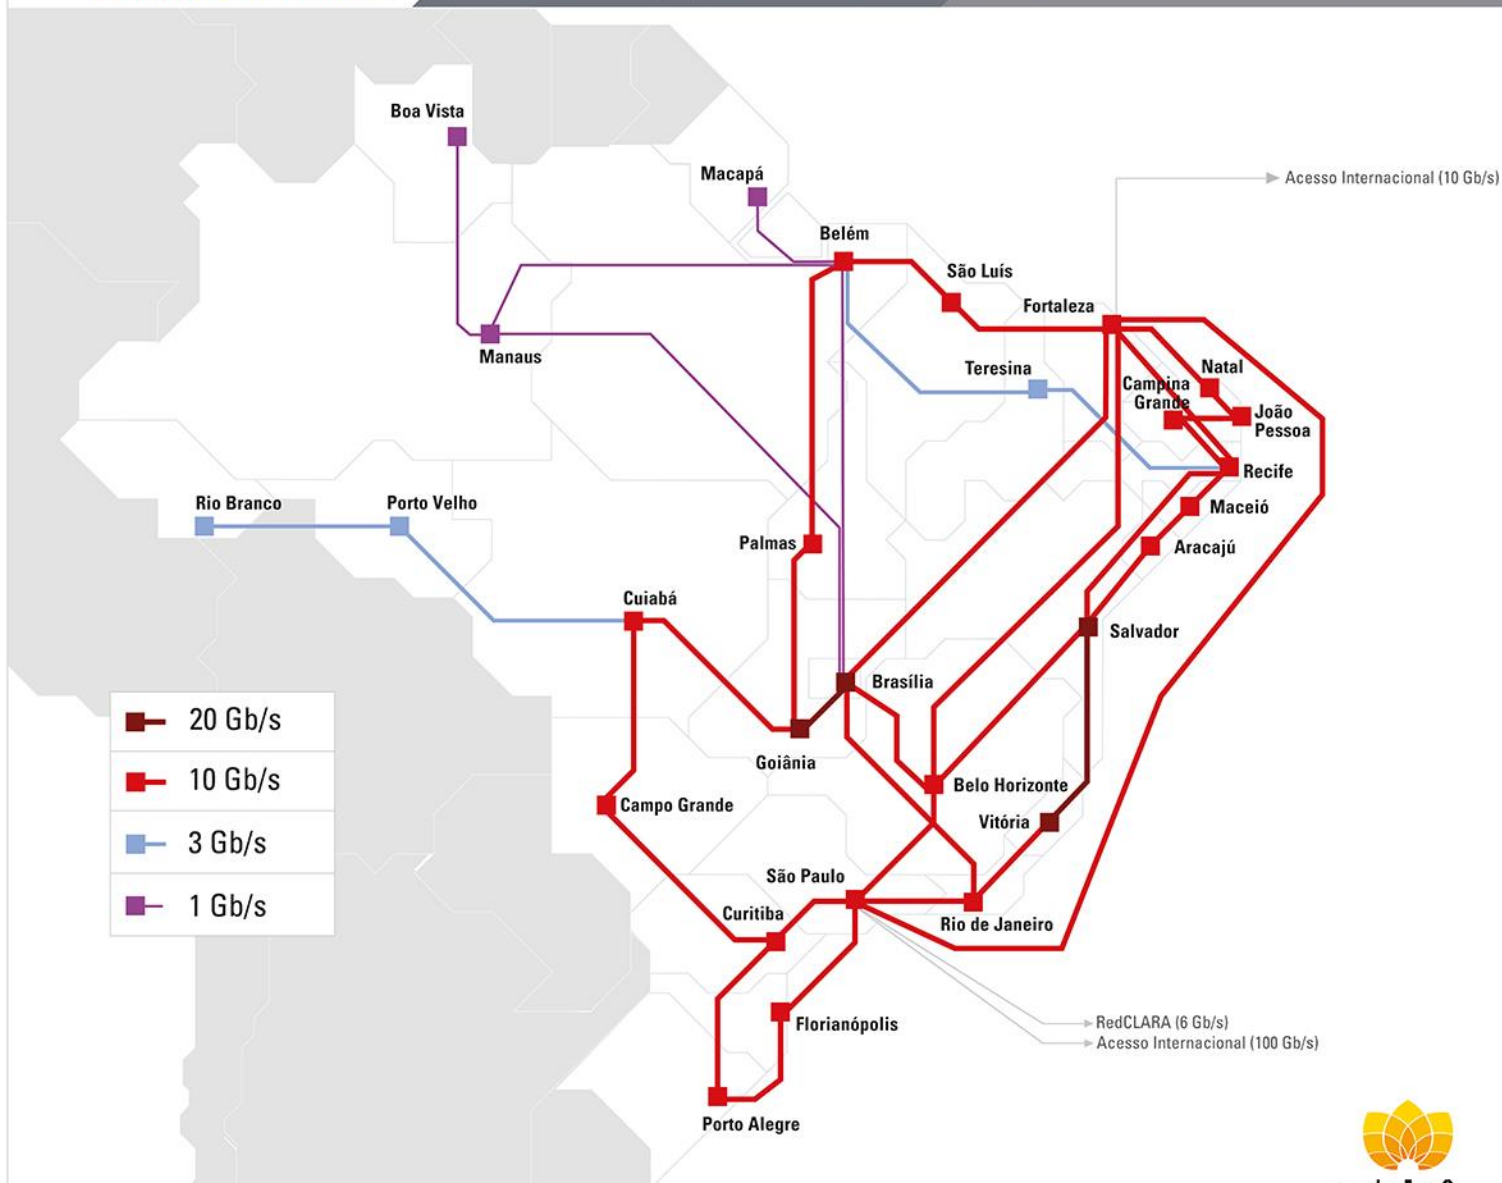 Boa Vista
Macapá
Acesso Internacional (10 Gb/s)
Belém
São Luís
Fortaleza
Manaus
Teresina
Natal
Campina
Grande
João
Pessoa
Recife
Rio Branco
Porto Velho
Maceió
Palmas
Aracajú
Cuiabá
Salvador
Brasília
20 Gb/s
Goiânia
10 Gb/s
Belo Horizonte
Campo Grande
Vitória
3 Gb/s
São Paulo
1 Gb/s
Curitiba
Rio de Janeiro
RedCLARA (6 Gb/s)
Florianópolis
Acesso Internacional (100 Gb/s)
Porto Alegre